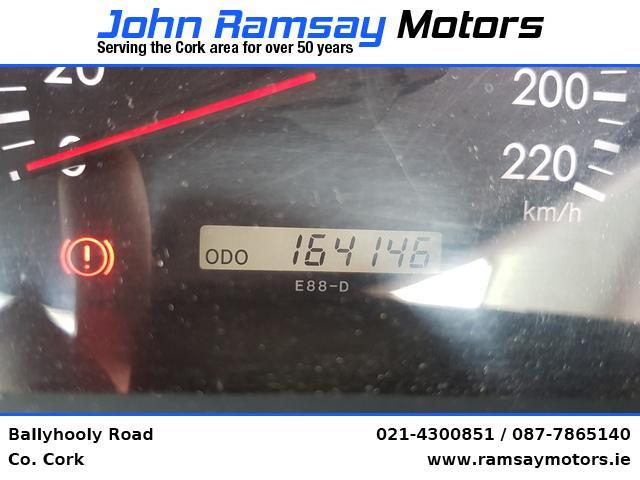 John Ramsay Motors
Serving the Cork area for over 50 years
20
0
200
220
km/h
ODO 164146
E88-D
Ballyhooly Road
021-4300851 / 087-7865140
Co. Cork
www.ramsaymotors.ie